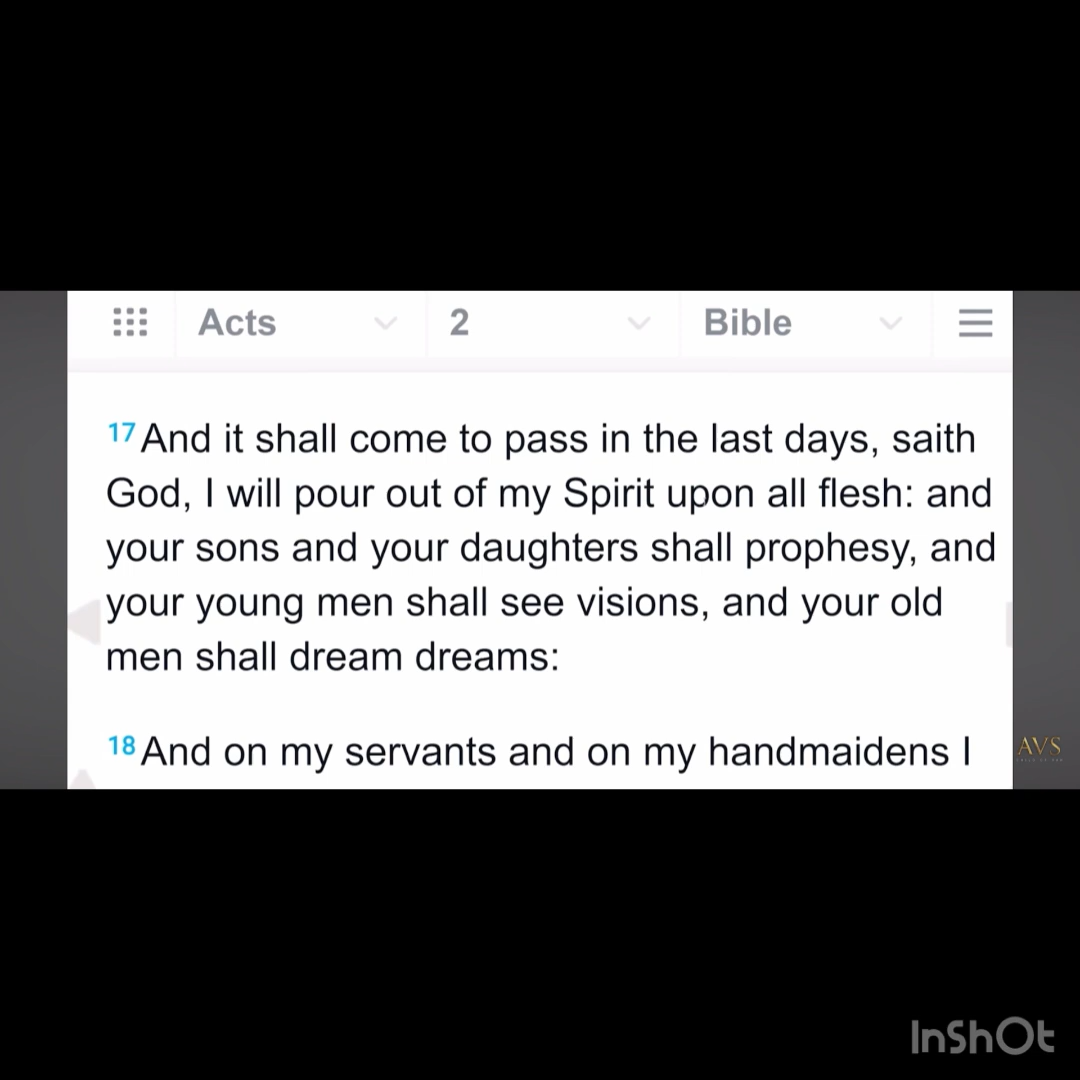 Acts 2 Bible
17 And it shall come to pass in the last days, saith
God, I will pour out of my Spirit upon all flesh: and
your sons and your daughters shall prophesy, and
your young men shall see visions, and your old
men shall dream dreams:
18 And on my servants and on my handmaidens I
AVS
InShOt